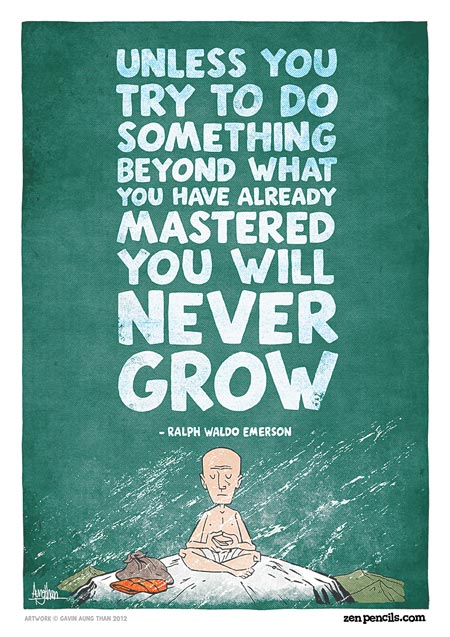 UNLESS YOU
TRY TO DO
SOMETHING
BEYOND WHAT
YOU HAVE ALREADY
MASTERED
YOU WILL
NEVER
GROW
- RALPH WALDO EMERSON
AungThan
ARTWORK © GAVIN AUNG THAN 2012
zenpencils.com